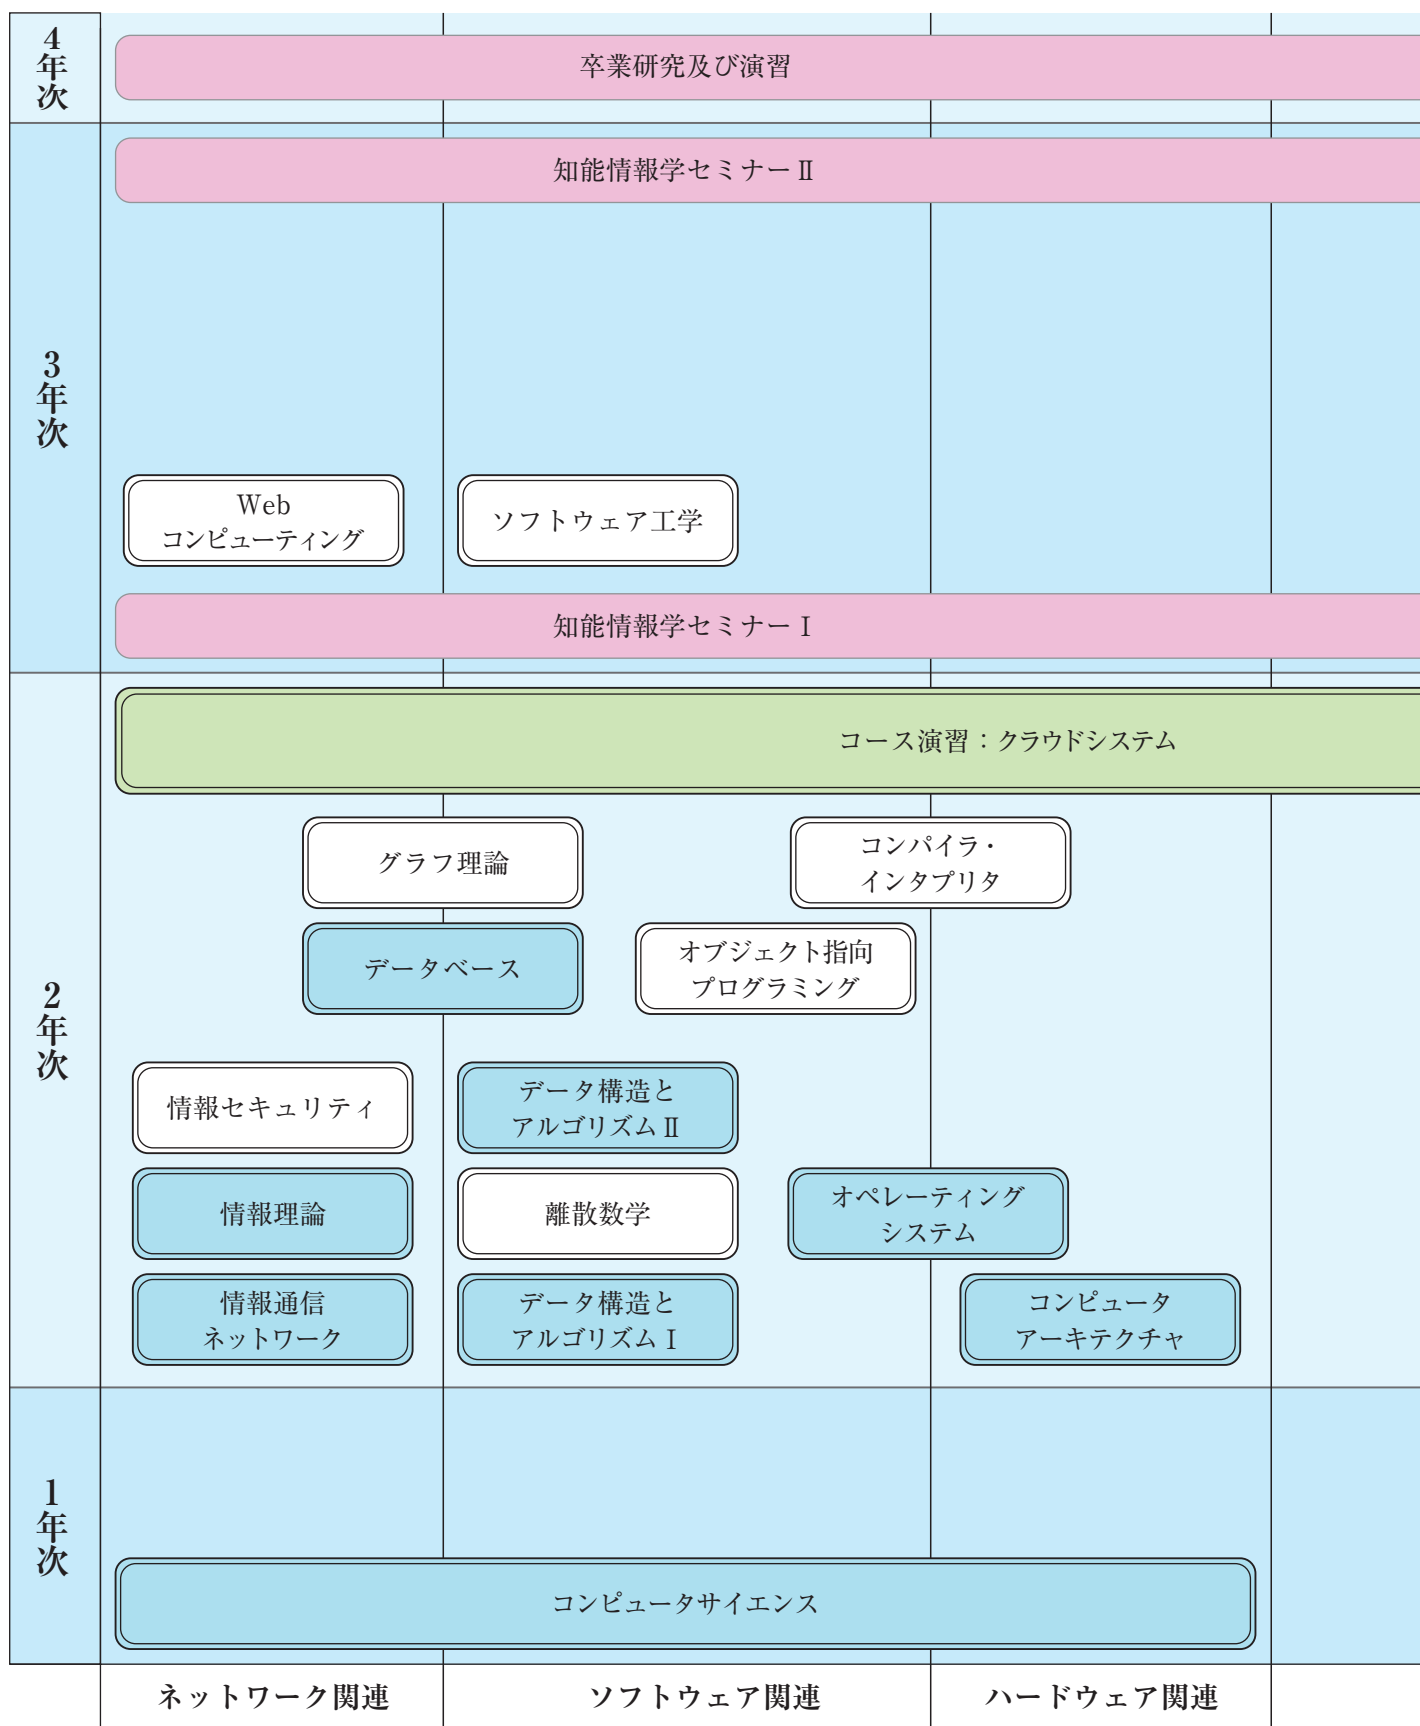 4年次
卒業研究及び演習
3年次
知能情報学セミナーⅡ
Web
コンピューティング
ソフトウェア工学
知能情報学セミナーⅠ
2年次
コース演習：クラウドシステム
グラフ理論
コンパイラ・
インタプリタ
データベース
オブジェクト指向
プログラミング
情報セキュリティ
データ構造と
アルゴリズムⅡ
情報理論
離散数学
オペレーティング
システム
情報通信
ネットワーク
データ構造と
アルゴリズムⅠ
コンピュータ
アーキテクチャ
1年次
コンピュータサイエンス
ネットワーク関連
ソフトウェア関連
ハードウェア関連